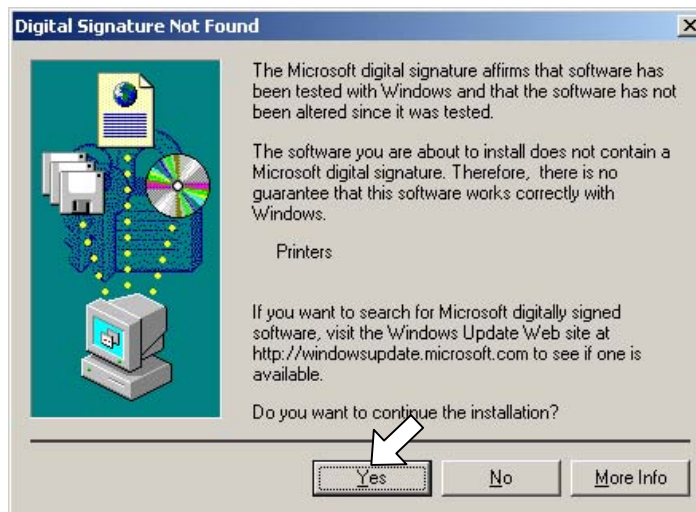 Digital Signature Not Found
The Microsoft digital signature affirms that software has
been tested with Windows and that the software has not
been altered since it was tested.
The software you are about to install does not contain a
Microsoft digital signature. Therefore, there is no
guarantee that this software works correctly with
Windows.
Printers
If you want to search for Microsoft digitally signed
software, visit the Windows Update Web site at
http://windowsupdate.microsoft.com to see if one is
available.
Do you want to continue the installation?
Yes No More Info